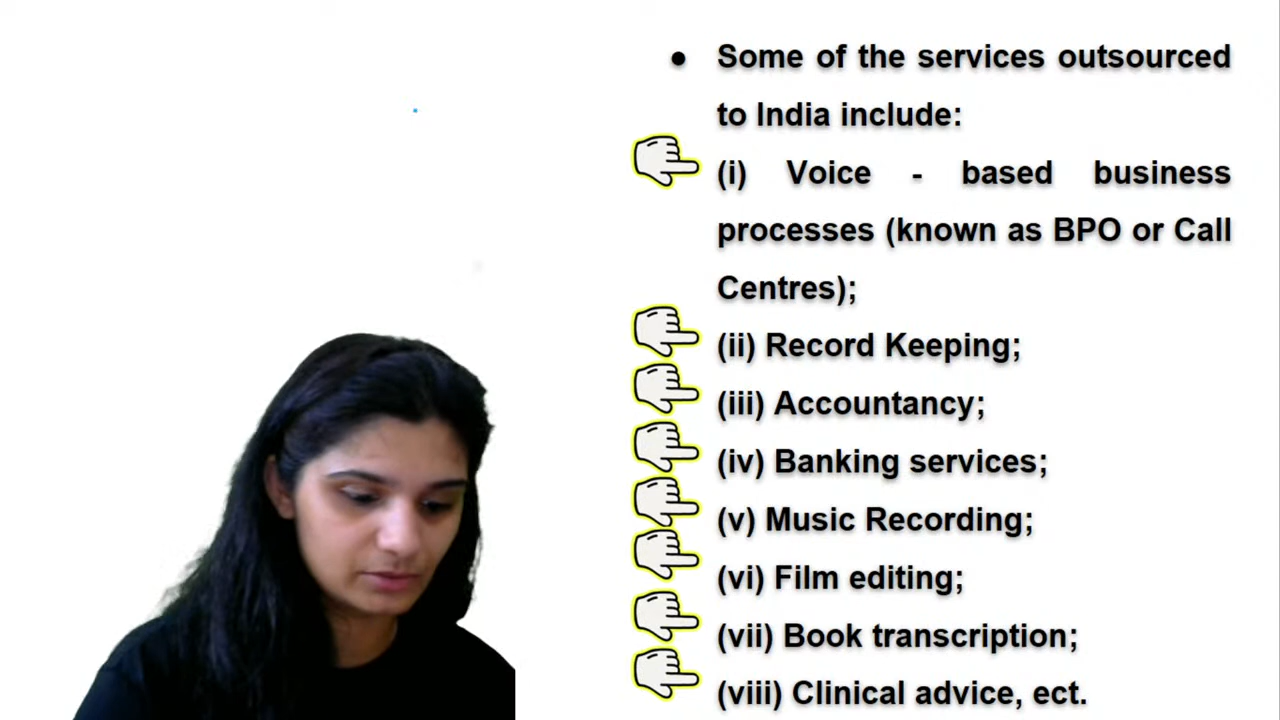 ● Some of the services outsourced
to India include:
(i) Voice - based business
processes (known as BPO or Call
Centres);
(ii) Record Keeping;
(iii) Accountancy;
(iv) Banking services;
(v) Music Recording;
(vi) Film editing;
(vii) Book transcription;
(viii) Clinical advice, ect.